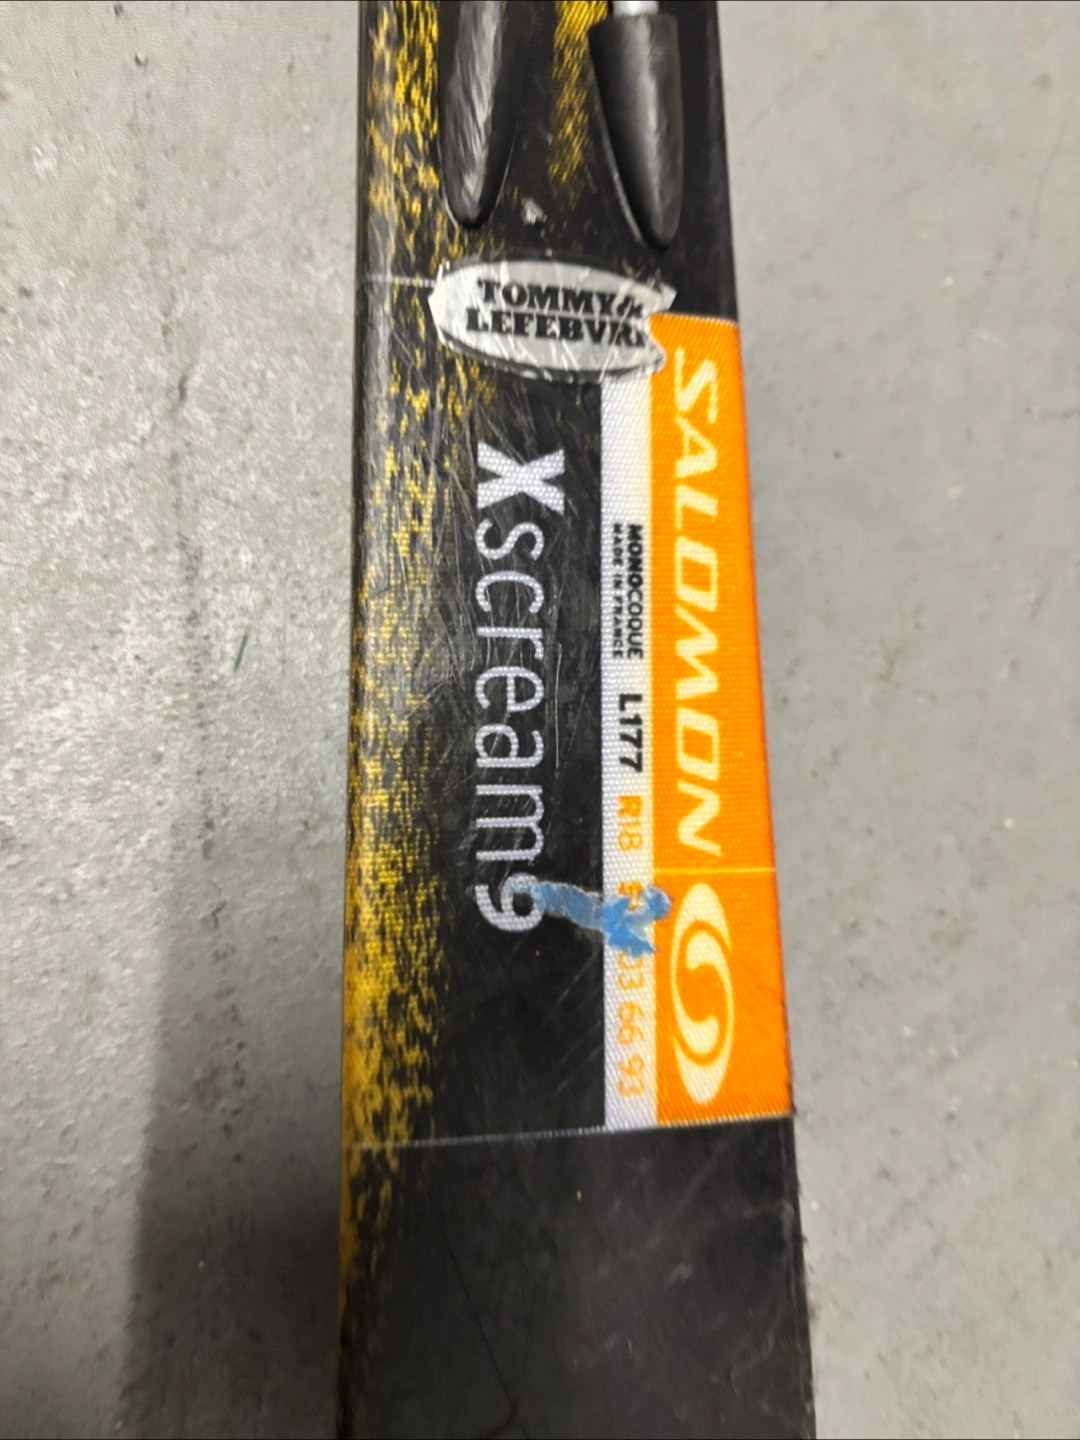 TOMMY &
LEFEBVRE
SALOMON
Xscream9
MONOCOQUE
MADE IN FRANCE
L177 R18 66 93